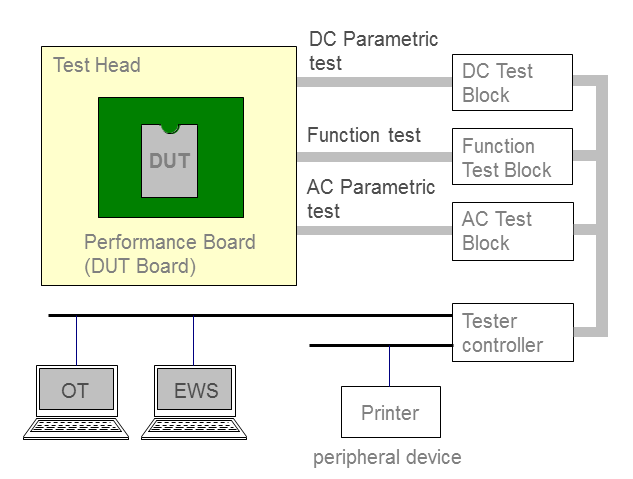 DC Parametric
test
Test Head
DC Test
Block
DUT
Function test
Function
Test Block
AC Parametric
test
AC Test
Block
Performance Board
(DUT Board)
Tester
controller
OT
EWS
Printer
peripheral device